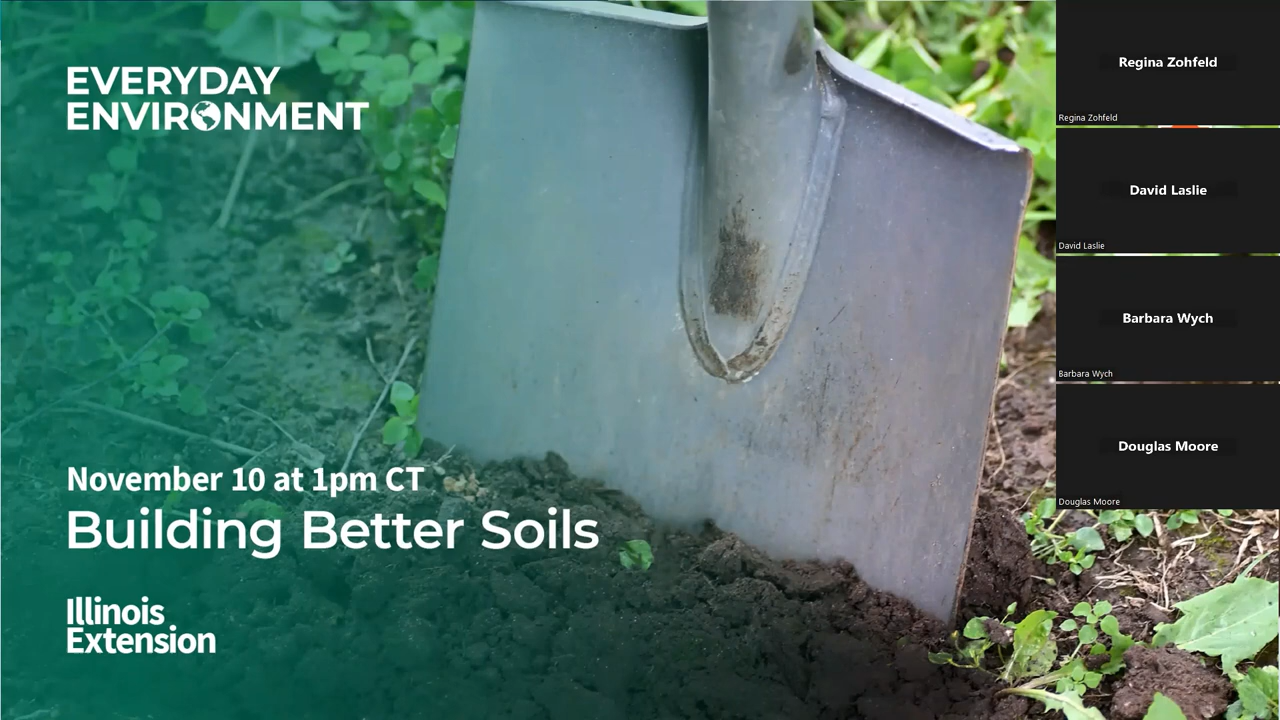 EVERYDAY
ENVIRONMENT
November 10 at 1pm CT
Building Better Soils
Illinois
Extension
Regina Zohfeld
Regina Zohfeld
David Laslie
David Laslie
Barbara Wych
Barbara Wych
Douglas Moore
Douglas Moore